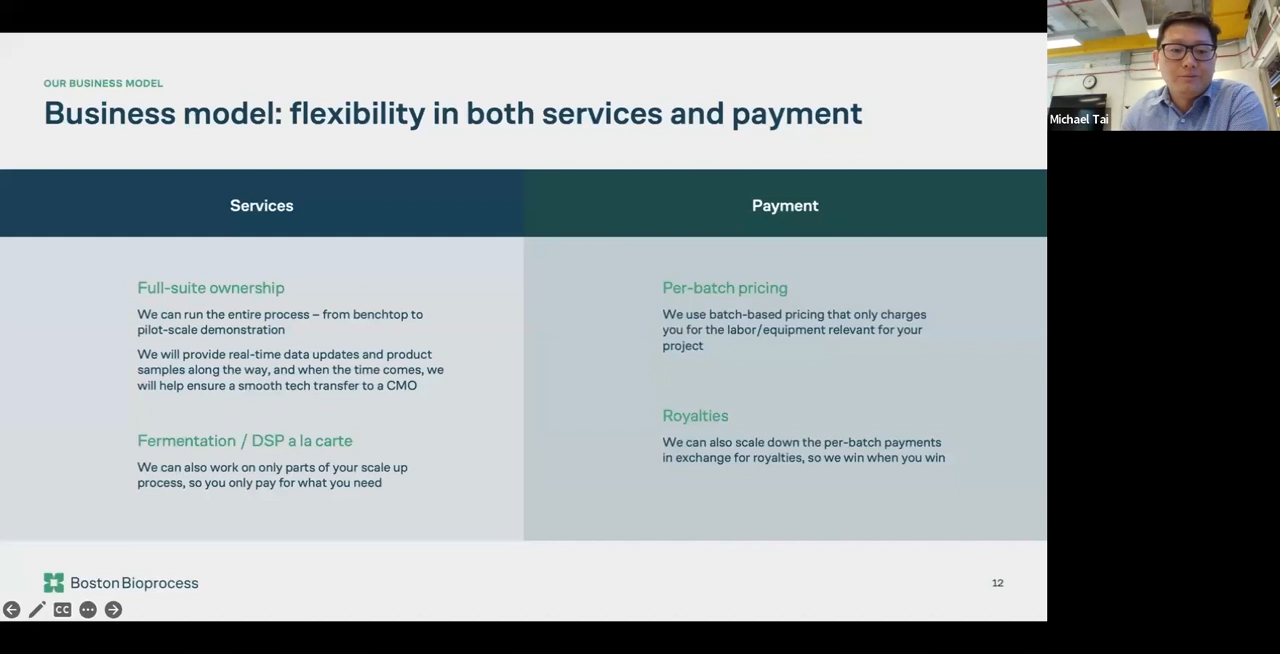 OUR BUSINESS MODEL
Business model: flexibility in both services and payment
Services
Full-suite ownership
We can run the entire process – from benchtop to
pilot-scale demonstration
We will provide real-time data updates and product
samples along the way, and when the time comes, we
will help ensure a smooth tech transfer to a CMO
Fermentation / DSP a la carte
We can also work on only parts of your scale up
process, so you only pay for what you need
Payment
Per-batch pricing
We use batch-based pricing that only charges
you for the labor/equipment relevant for your
project
Royalties
We can also scale down the per-batch payments
in exchange for royalties, so we win when you win
Boston Bioprocess
12
CC
Michael Tai